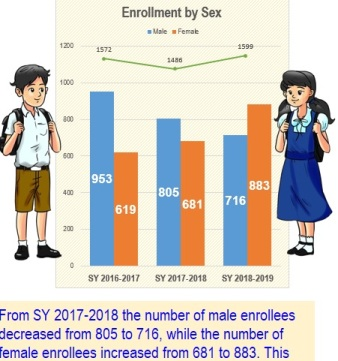 Enrollment by Sex
Male Female
1200
1572
1486
1599
800
600
400
200
0
953
619
805
681
716
883
SY 2016-2017 SY 2017-2018 SY 2018-2019
From SY 2017-2018 the number of male enrollees
decreased from 805 to 716, while the number of
female enrollees increased from 681 to 883. This